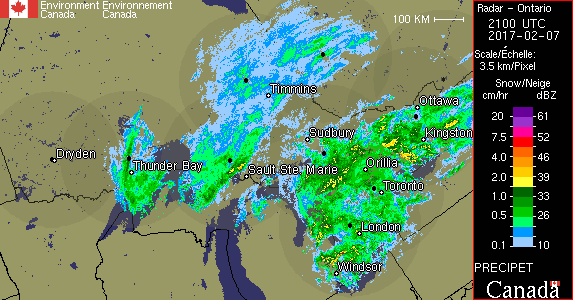 Environment Environnement
Canada Canada
100 KM
Radar - Ontario
2100 UTC
2017-02-07
Scale/Échelle:
3.5 km/Pixel
Snow/Neige
cm/hr dBZ
20 61
7.5 52
4.0 46
2.0 39
1.0 33
0.5 26
0.1 10
PRECIPET
Canada
Timmins
Ottawa
Sudbury
Kingston
Dryden
Thunder Bay
Sault Ste. Marie
Orillia
Toronto
London
Windsor